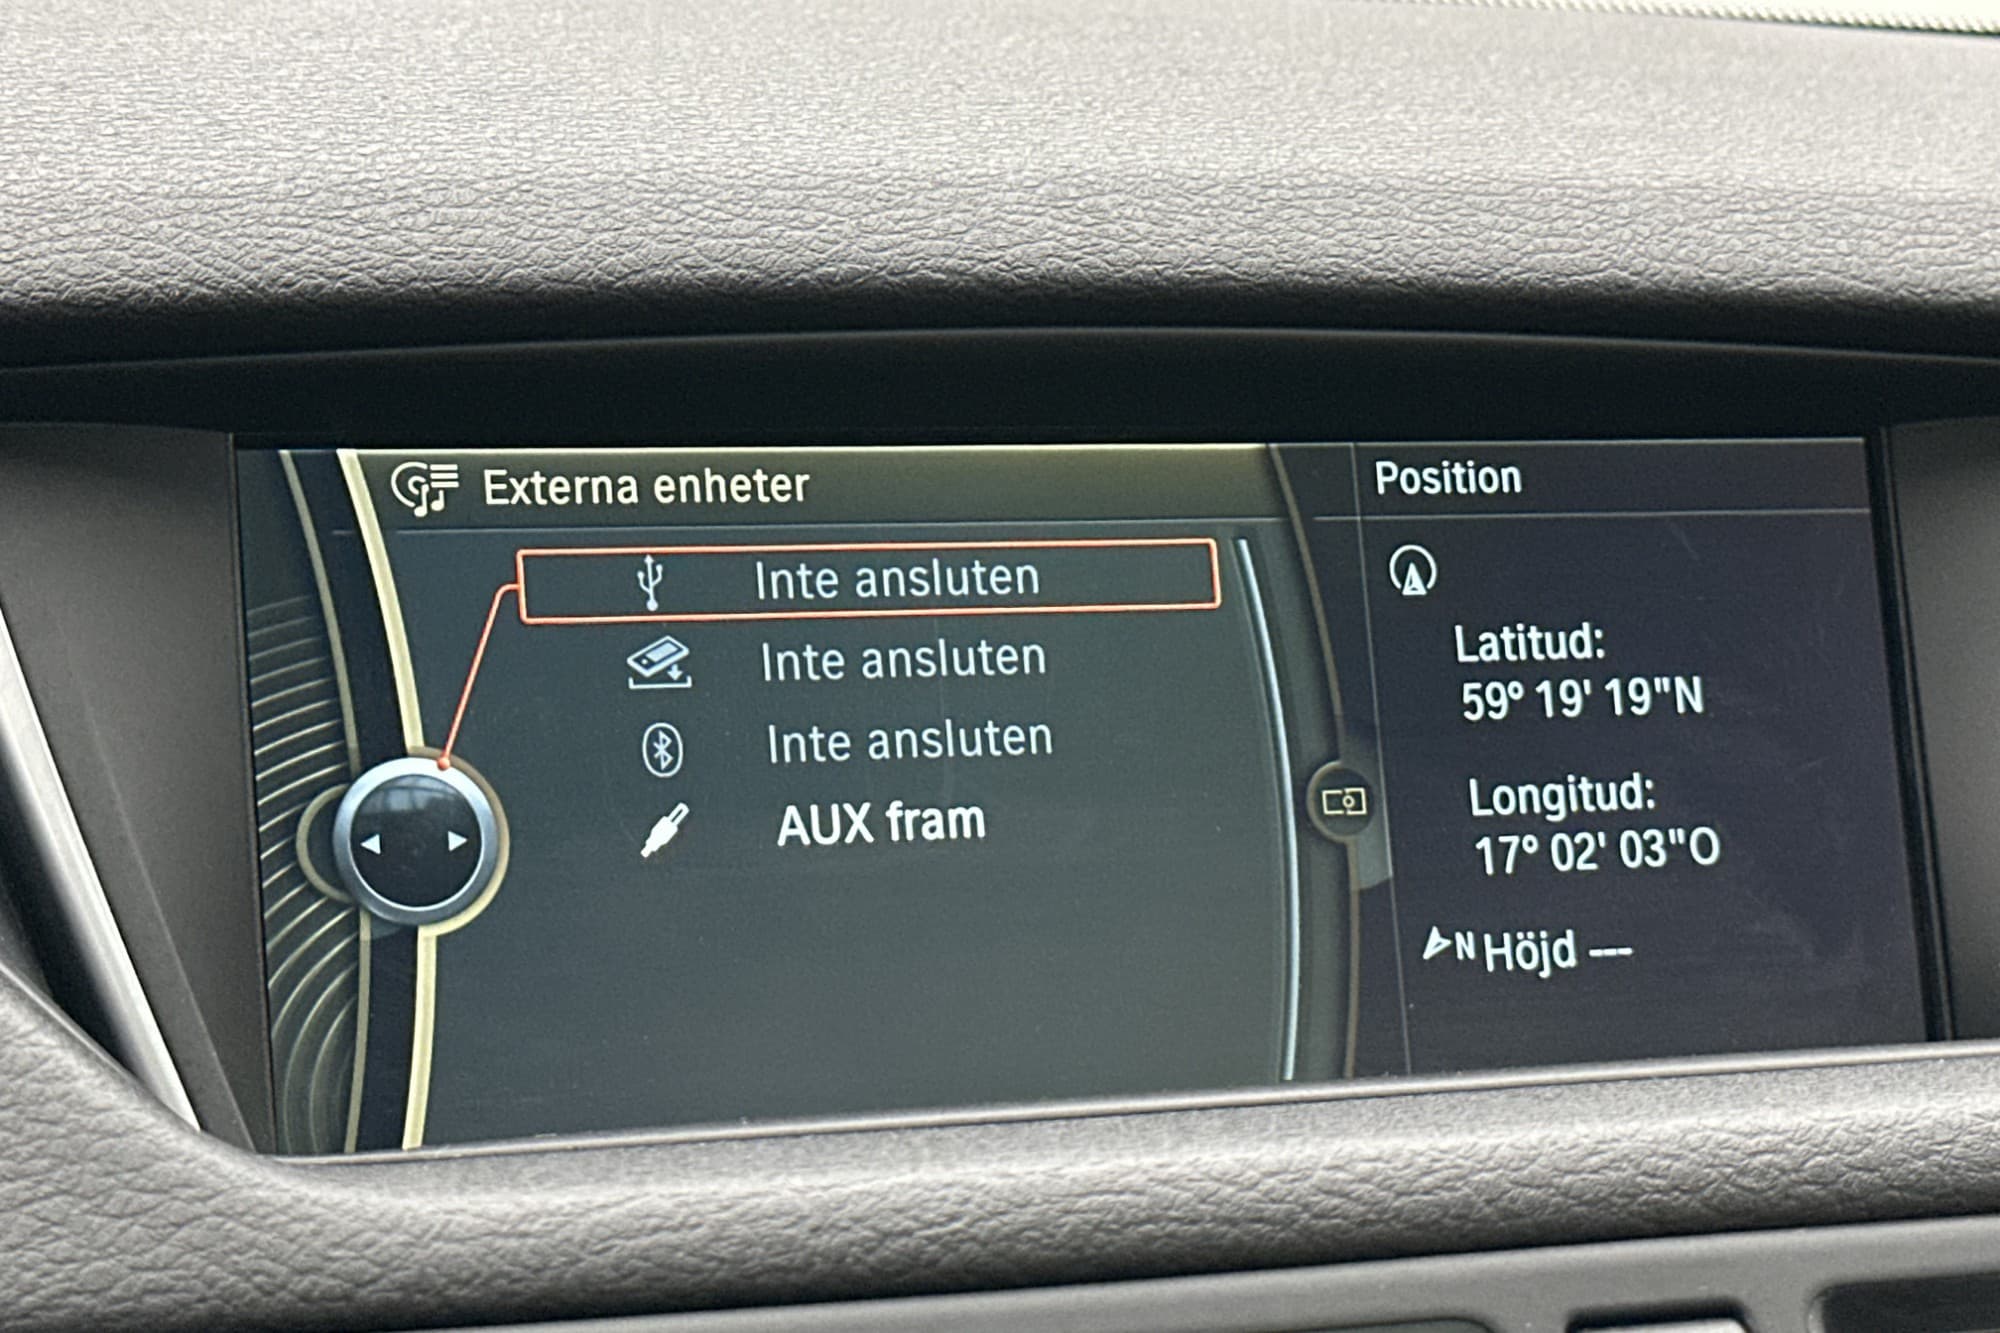 Externa enheter
Inte ansluten
Inte ansluten
Inte ansluten
AUX fram
Position
Latitud:
59° 19' 19"N
Longitud:
17° 02' 03"O
N Höjd ---